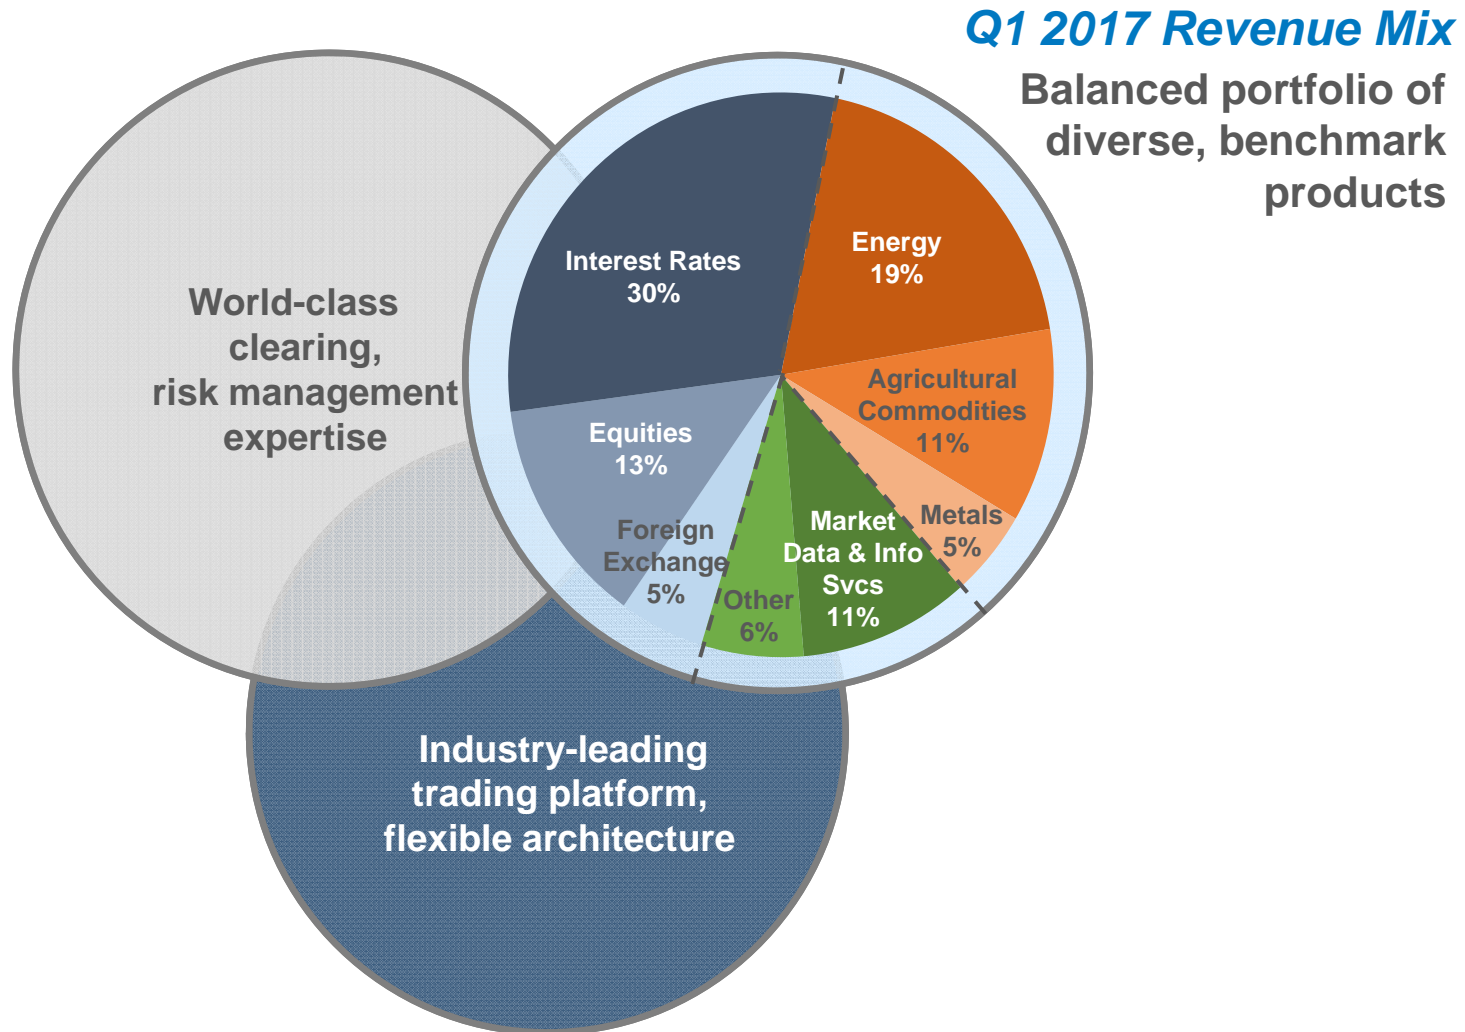 Q1 2017 Revenue Mix
Balanced portfolio of
diverse, benchmark
products
World-class
clearing,
risk management
expertise
Interest Rates
30%
Energy
19%
Agricultural
Commodities
11%
Metals
5%
Market
Data & Info
Svcs
11%
Other
6%
Foreign
Exchange
5%
Equities
13%
Industry-leading
trading platform,
flexible architecture